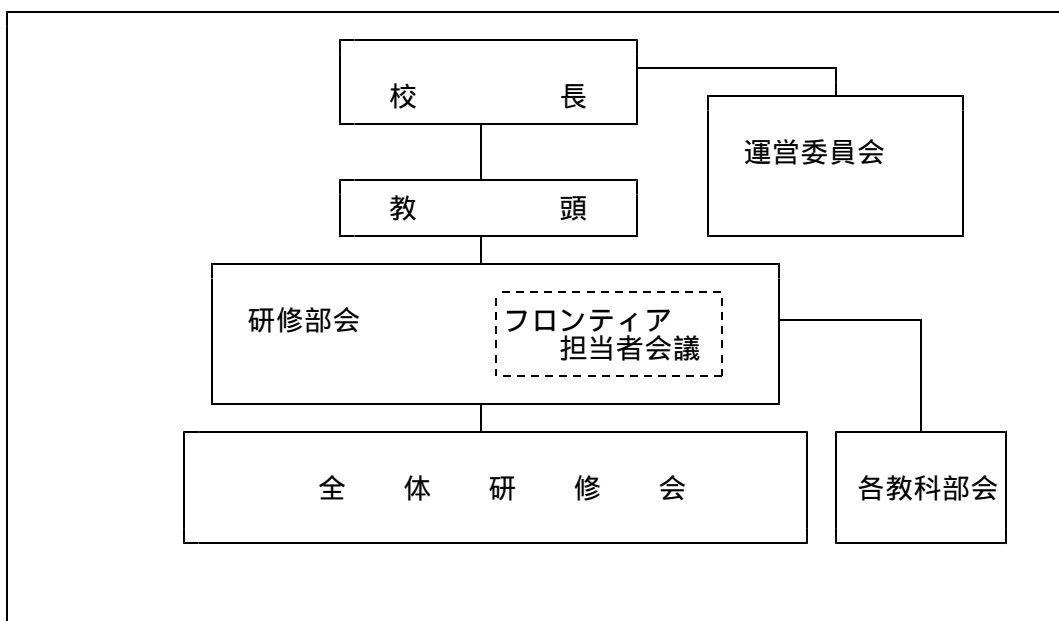 校　　　　　長
運営委員会
教　　　　　頭
研修部会
フロンティア
担当者会議
全　　体　　研　　修　　会
各教科部会